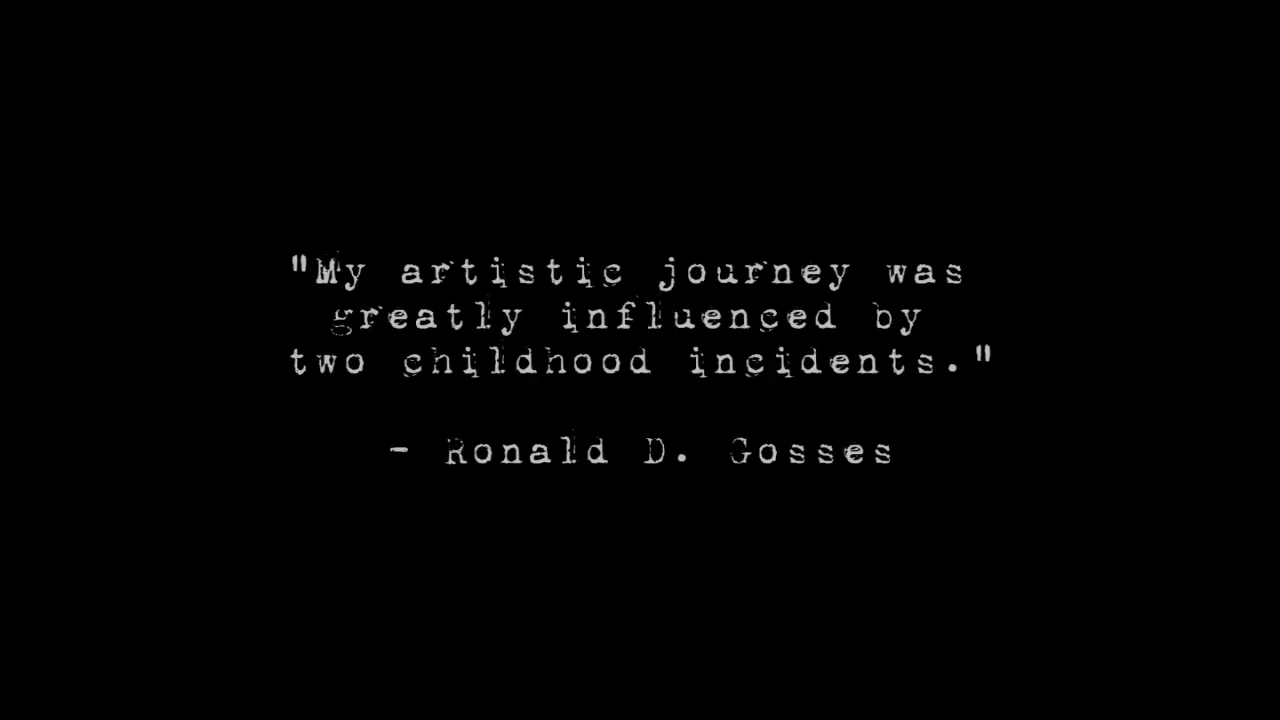 "My artistic journey was
greatly influenced by
two childhood incidents."
- Ronald D. Gosses